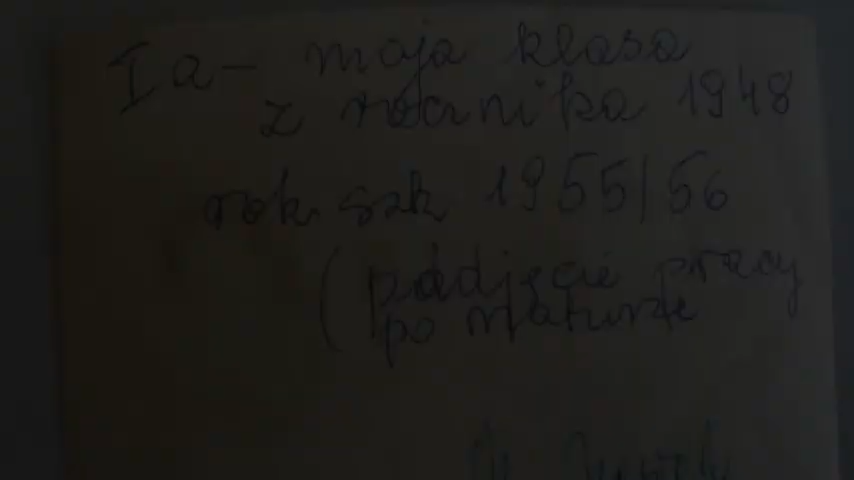 Ia - moja klasa
z rocznika 1948
rok szk 1955/56
(podjęcie pracy
po maturze